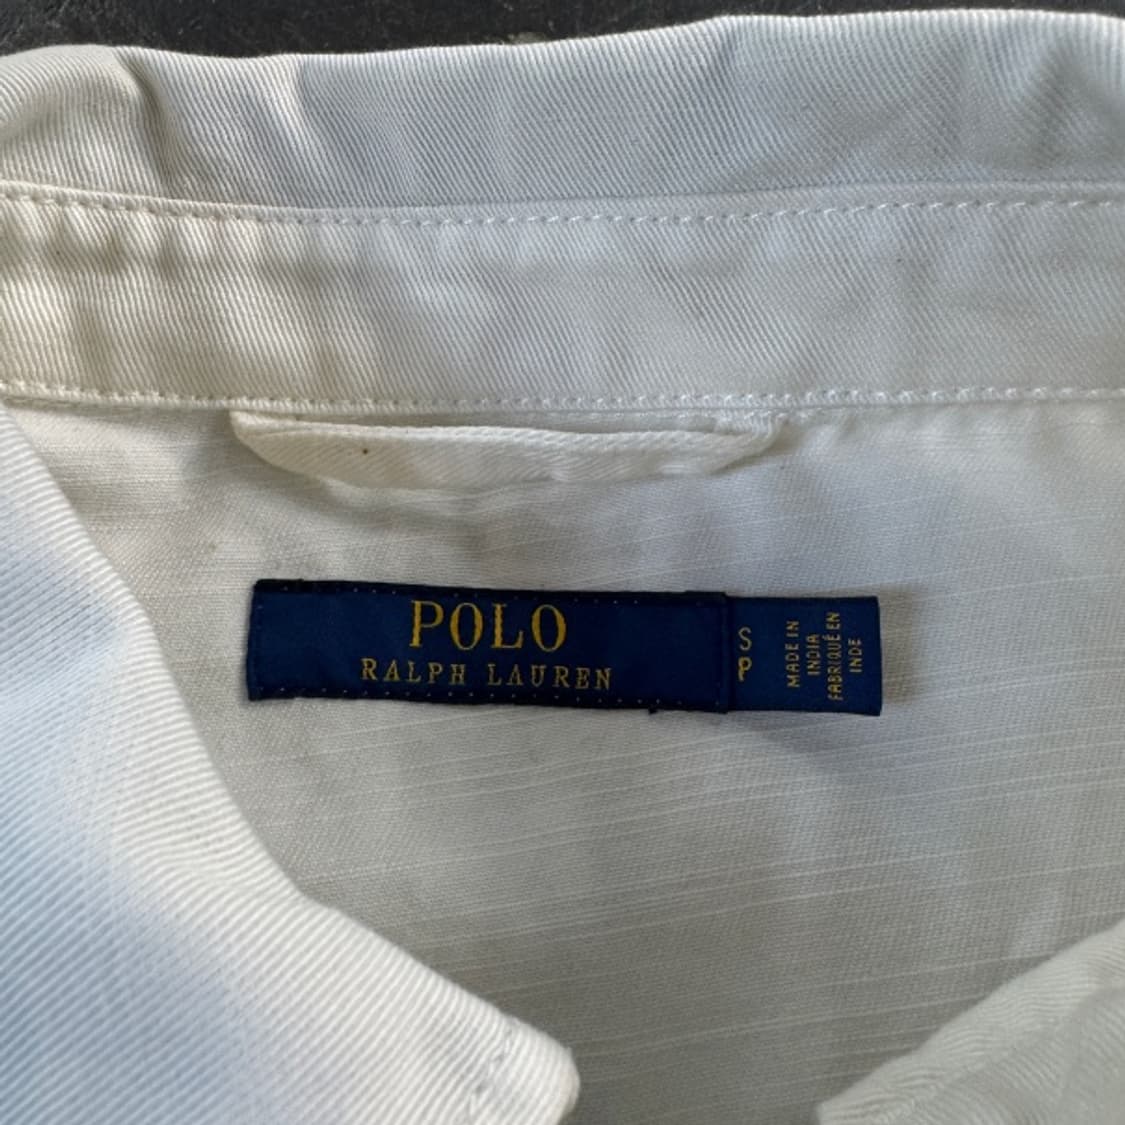 POLO
RALPH LAUREN
S
P
MADE IN
INDIA
FABRIQUÉ EN
INDE